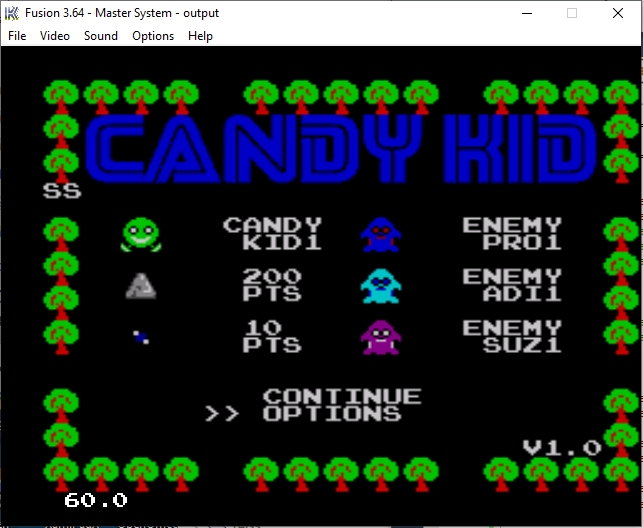 Fusion 3.64 - Master System - output
File Video Sound Options Help
CANDY KID
SS
CANDY ENEMY
KID1 PRO1
200 ENEMY
PTS ADI1
10 ENEMY
PTS SUZ1
CONTINUE
>> OPTIONS
V1.0
60.0